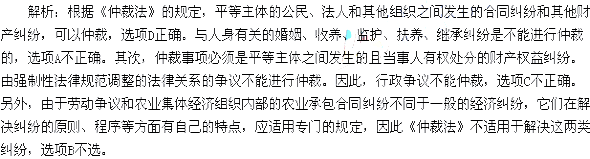 解析：根据《仲裁法》的规定，平等主体的公民、法人和其他组织之间发生的合同纠纷和其他财
产纠纷，可以仲裁，选项D正确。与人身有关的婚姻、收养、监护、扶养、继承纠纷是不能进行仲裁
的，选项A不正确。其次，仲裁事项必须是平等主体之间发生的且当事人有权处分的财产权益纠纷。
由强制性法律规范调整的法律关系的争议不能进行仲裁。因此，行政争议不能仲裁，选项C不正确。
另外，由于劳动争议和农业集体经济组织内部的农业承包合同纠纷不同于一般的经济纠纷，它们在解
决纠纷的原则、程序等方面有自己的特点，应适用专门的规定，因此《仲裁法》不适用于解决这两类
纠纷，选项B不选。